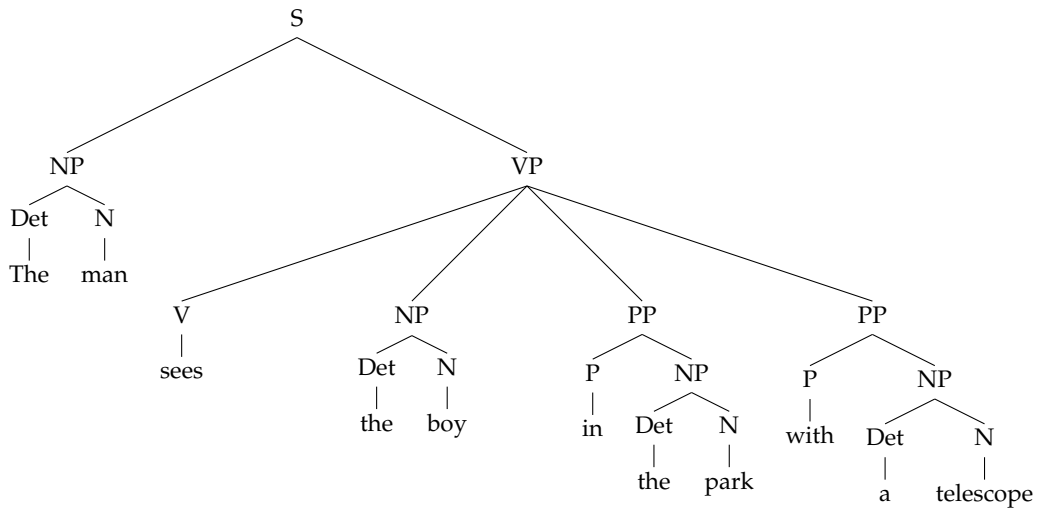 S
NP VP
Det N
The man
V NP PP PP
sees Det N P NP P NP
the boy in Det N with Det N
the park a telescope